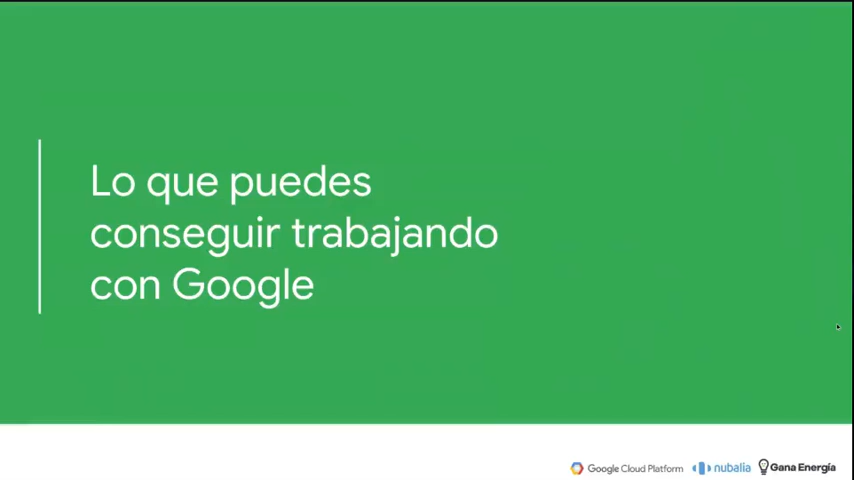 Lo que puedes
conseguir trabajando
con Google
Google Cloud Platform nubalia Gana Energía